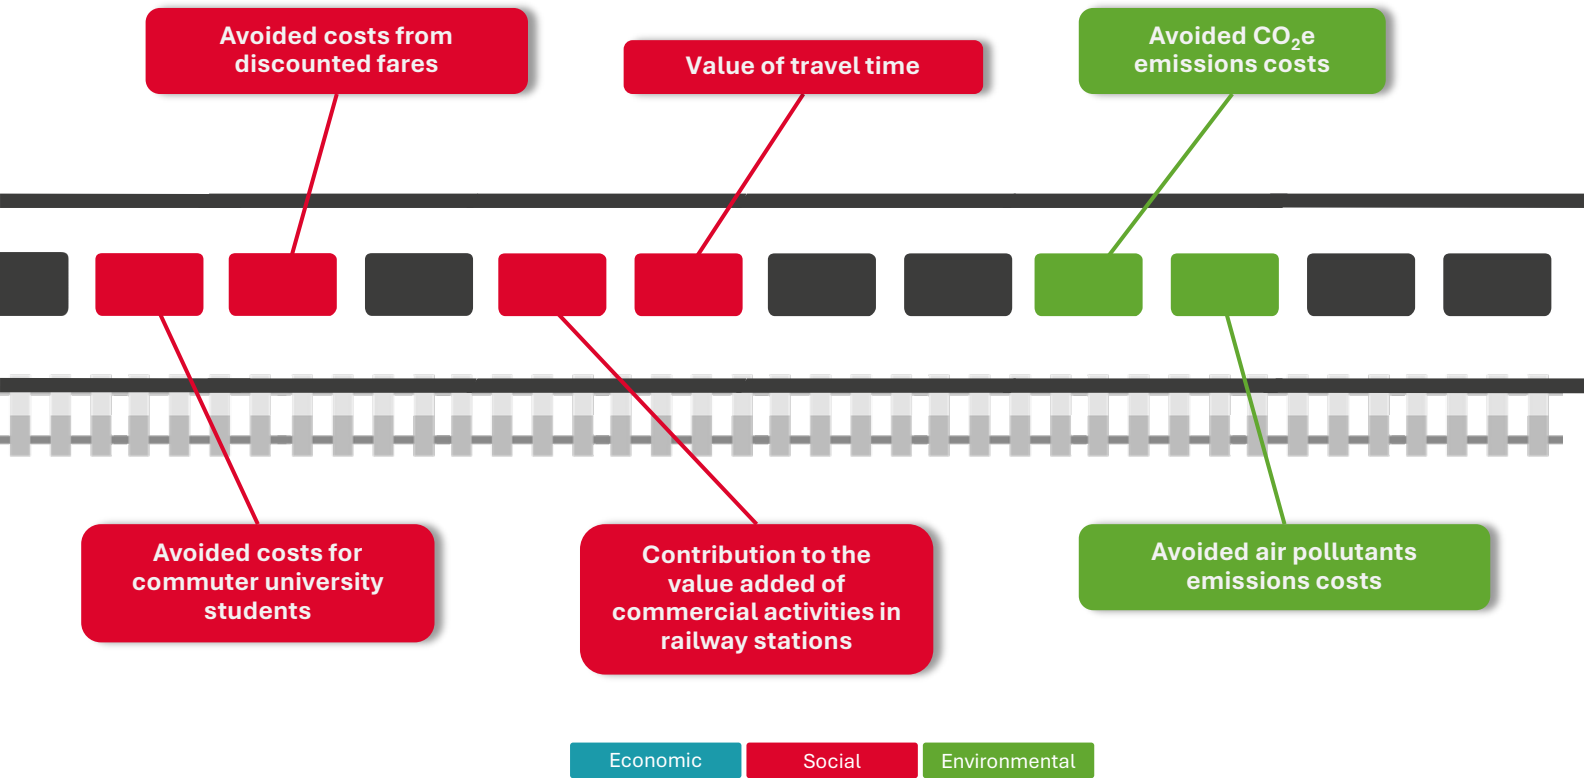 Avoided costs from
discounted fares
Value of travel time
Avoided CO₂e
emissions costs
Avoided costs for
commuter university
students
Contribution to the
value added of
commercial activities in
railway stations
Avoided air pollutants
emissions costs
Economic
Social
Environmental